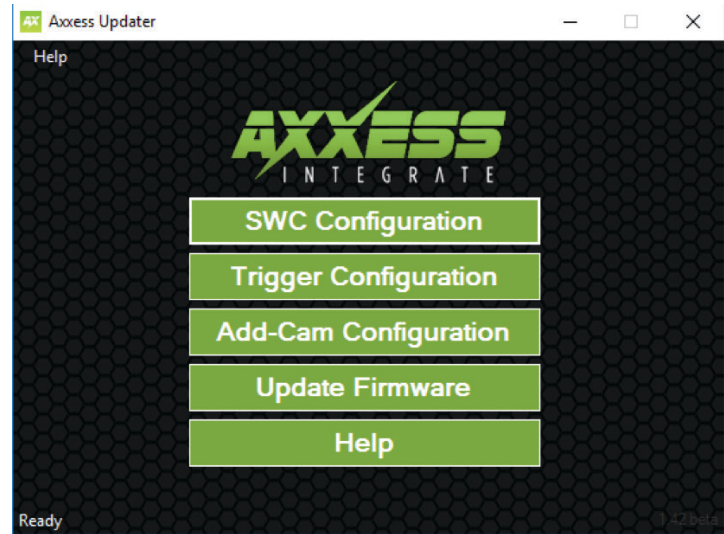 AX Axxess Updater
Help
AXXESS
INTEGRATE
SWC Configuration
Trigger Configuration
Add-Cam Configuration
Update Firmware
Help
Ready
1.42 beta